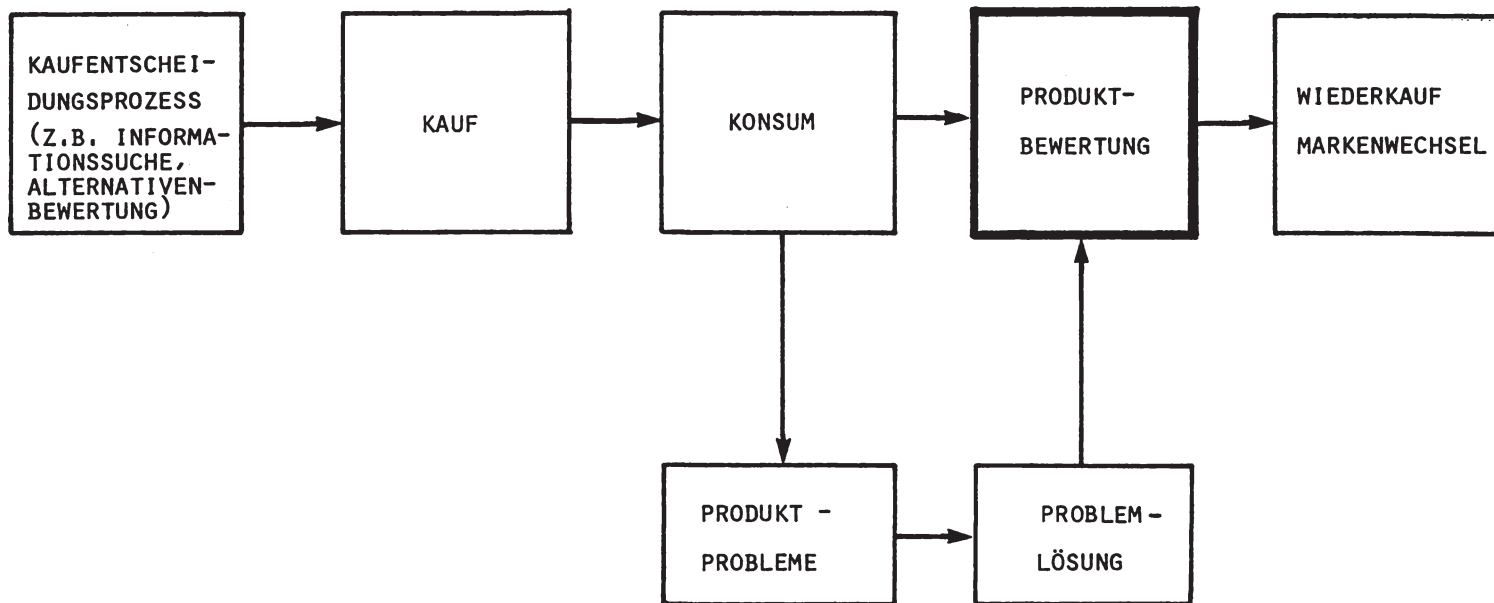 KAUFENTSCHEI-
DUNGSPROZESS
(Z.B. INFORMA-
TIONSSUCHE,
ALTERNATIVEN-
BEWERTUNG)
KAUF
KONSUM
PRODUKT-
BEWERTUNG
WIEDERKAUF
MARKENWECHSEL
PRODUKT -
PROBLEME
PROBLEM-
LÖSUNG